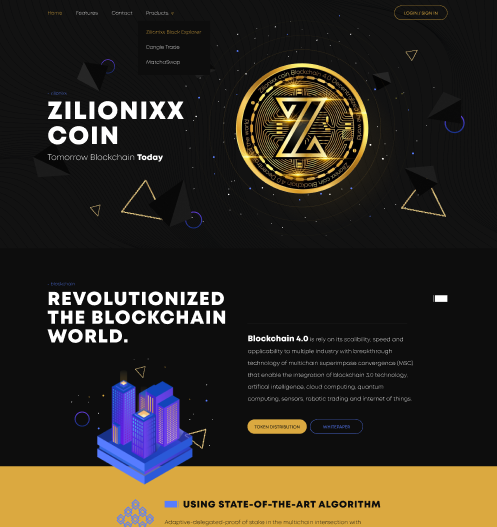 Home Features Contact Products LOGIN / SIGN IN
Zilionixx Block Explorer
Dangle Trade
MatchaSwap
ZILIONIXX
COIN
Tomorrow Blockchain Today
REVOLUTIONIZED
THE BLOCKCHAIN
WORLD.
Blockchain 4.0 is rely on its scalibility, speed and
applicability to multiple industry with breakthrough
technology of multichain superimpose convergence (MSC)
that enable the integration of blockchain 3.0 technology,
artifical intelligence, cloud computing, quantum
computing, sensors, robotic trading and internet of things.
TOKEN DISTRIBUTION WHITEPAPER
USING STATE-OF-THE-ART ALGORITHM
Adaptive-delegated-proof of stake in the multichain intersection with